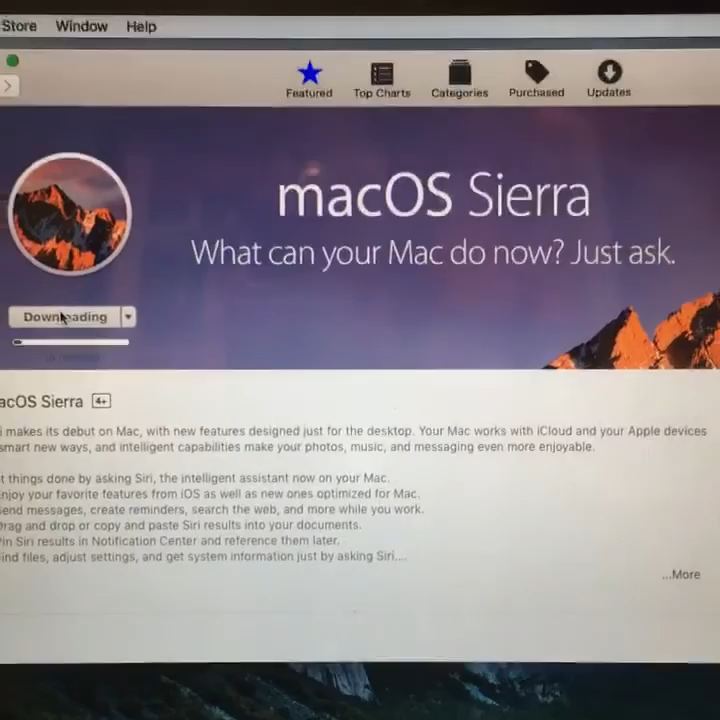 Store Window Help
Featured Top Charts Categories Purchased Updates
macOS Sierra
What can your Mac do now? Just ask.
Downloading
acOS Sierra 4+
i makes its debut on Mac, with new features designed just for the desktop. Your Mac works with iCloud and your Apple devices
smart new ways, and intelligent capabilities make your photos, music, and messaging even more enjoyable.
t things done by asking Siri, the intelligent assistant now on your Mac.
njoy your favorite features from iOS as well as new ones optimized for Mac.
end messages, create reminders, search the web, and more while you work.
rag and drop or copy and paste Siri results into your documents.
in Siri results in Notification Center and reference them later.
ind files, adjust settings, and get system information just by asking Siri....
...More